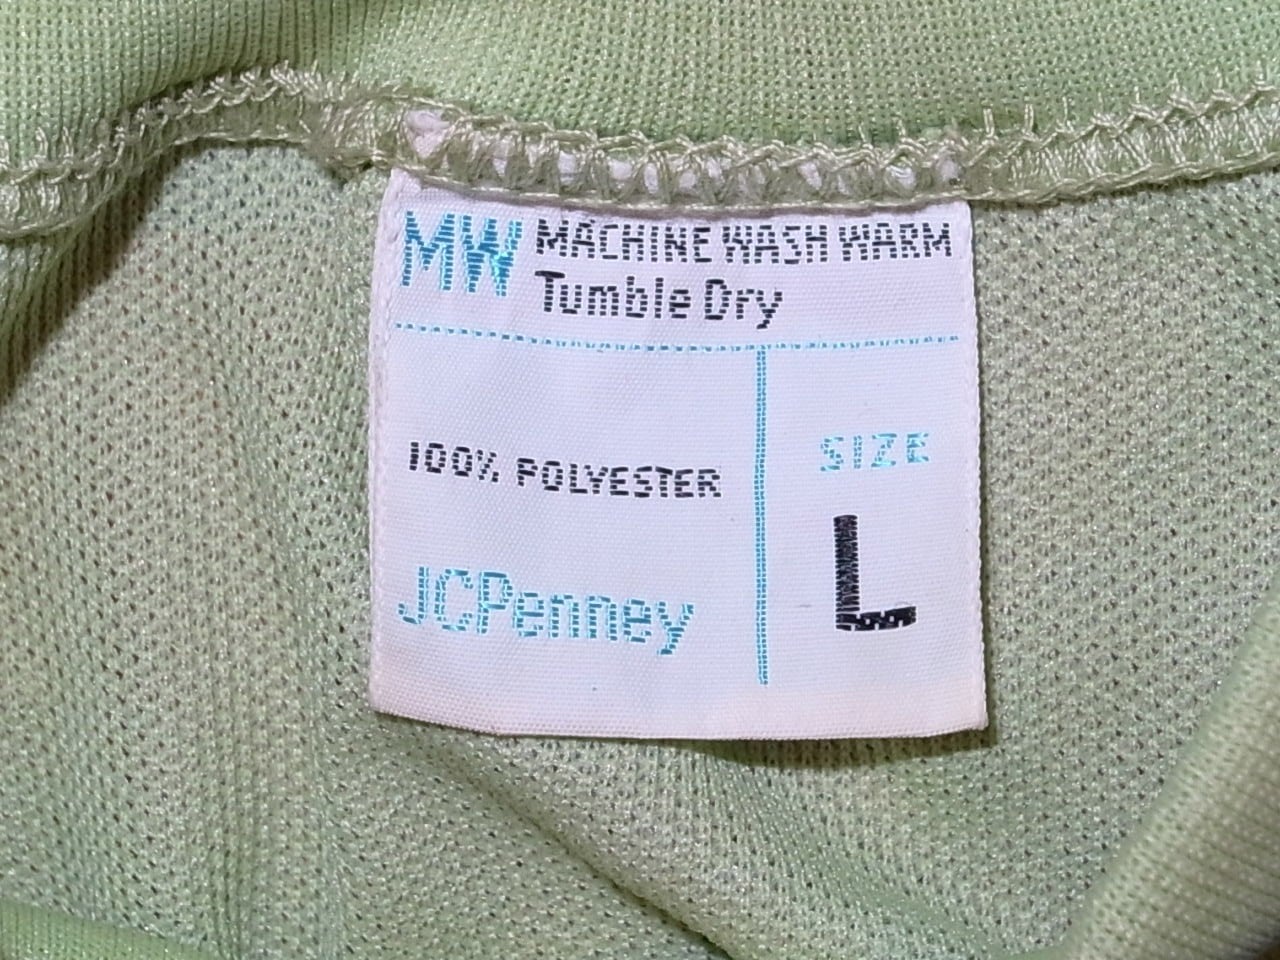 MW MACHINE WASH WARM
Tumble Dry
100% POLYESTER
JCPenney
SIZE
L